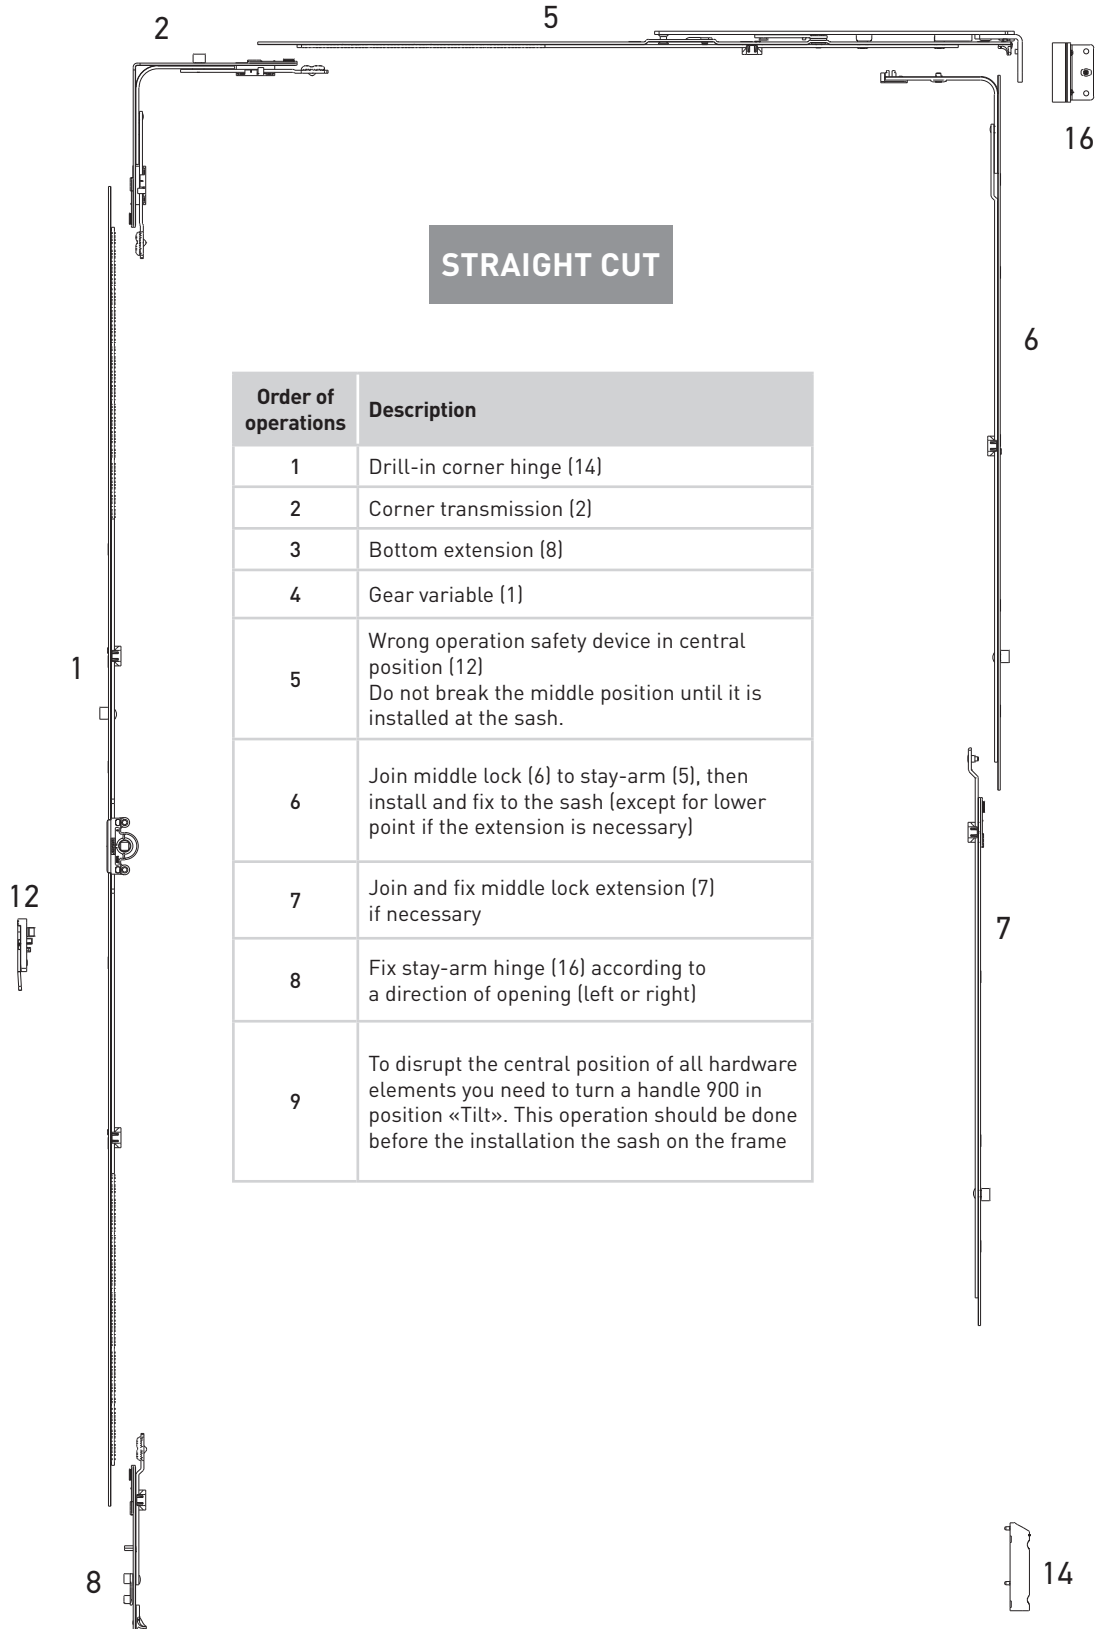 2
5
16
STRAIGHT CUT
6
Order of
operations
Description
1
Drill-in corner hinge (14)
2
Corner transmission (2)
3
Bottom extension (8)
4
Gear variable (1)
5
Wrong operation safety device in central
position (12)
Do not break the middle position until it is
installed at the sash.
6
Join middle lock (6) to stay-arm (5), then
install and fix to the sash (except for lower
point if the extension is necessary)
7
Join and fix middle lock extension (7)
if necessary
8
Fix stay-arm hinge (16) according to
a direction of opening (left or right)
9
To disrupt the central position of all hardware
elements you need to turn a handle 900 in
position «Tilt». This operation should be done
before the installation the sash on the frame
1
12
7
8
14